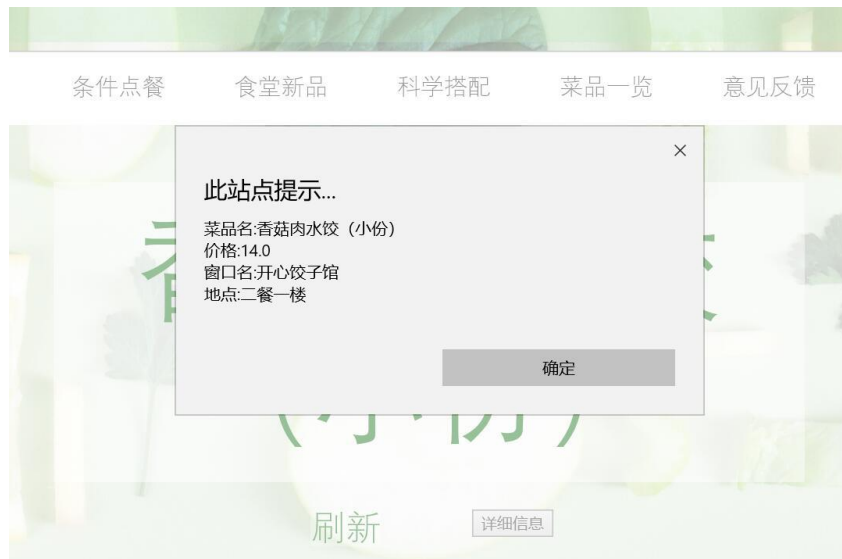 条件点餐 食堂新品 科学搭配 菜品一览 意见反馈
此站点提示...
菜品名:香菇肉水饺（小份）
价格:14.0
窗口名:开心饺子馆
地点:二餐一楼
确定
（小份）
刷新 详细信息